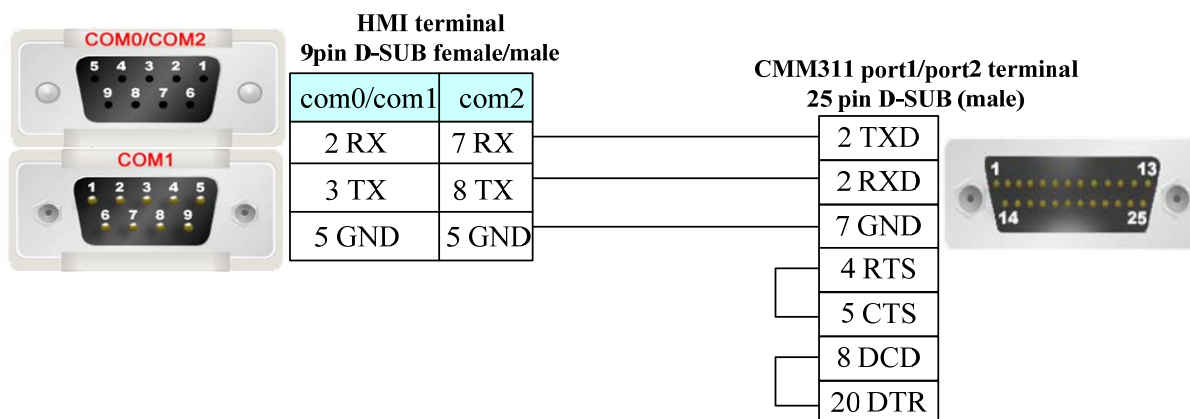 HMI terminal
9pin D-SUB female/male
COM0/COM2
5 4 3 2 1
9 8 7 6
COM1
1 2 3 4 5
6 7 8 9
com0/com1 com2
2 RX 7 RX
3 TX 8 TX
5 GND 5 GND
CMM311 port1/port2 terminal
25 pin D-SUB (male)
2 TXD
2 RXD
7 GND
4 RTS
5 CTS
8 DCD
20 DTR
1 13
14 25